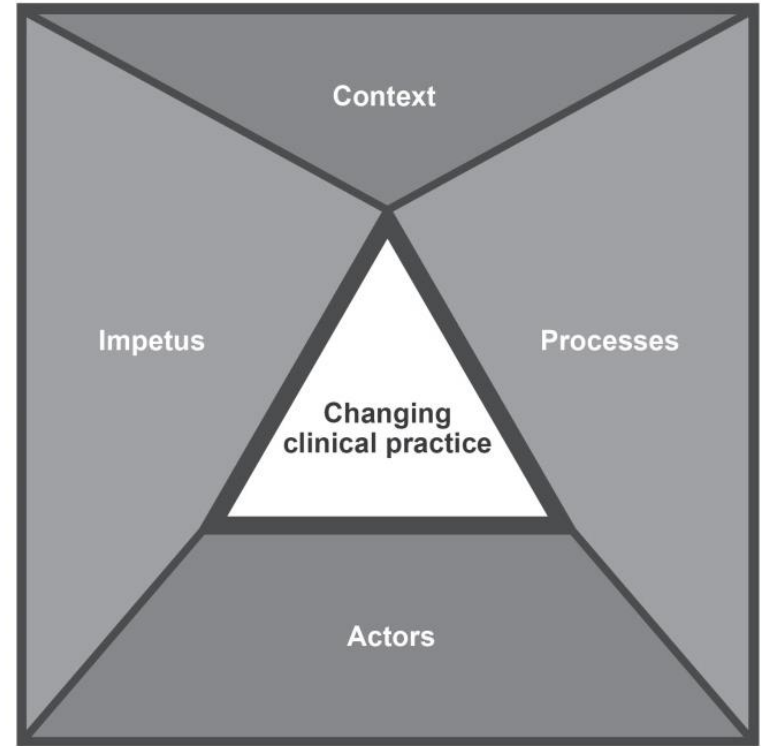 Context
Impetus
Processes
Changing
clinical practice
Actors